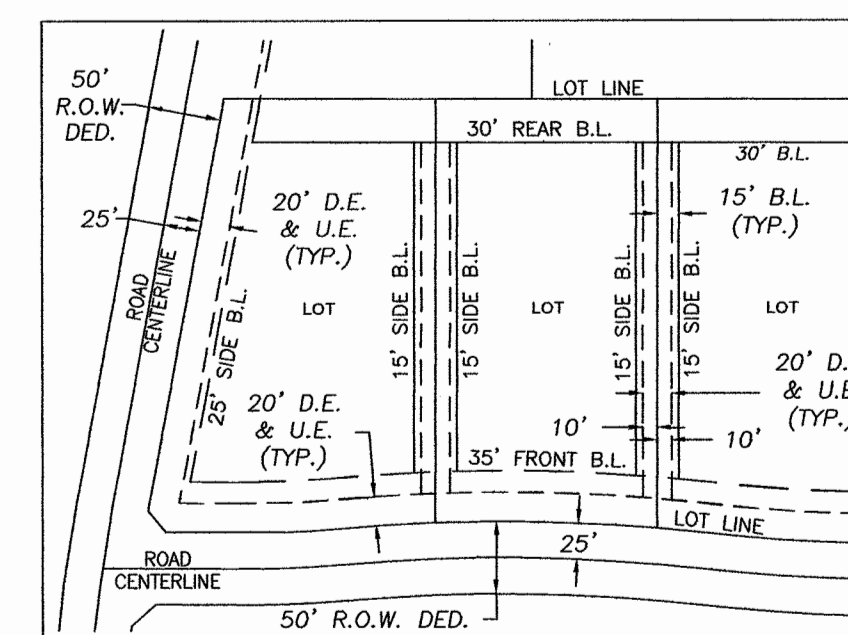 50'
R.O.W.
DED.
LOT LINE
30' REAR B.L.
30' B.L.
25'
20' D.E.
& U.E.
(TYP.)
15' B.L.
(TYP.)
ROAD
CENTERLINE
25' SIDE B.L.
15' SIDE B.L.
15' SIDE B.L.
15' SIDE B.L.
15' SIDE B.L.
LOT
LOT
LOT
20' D.E.
& U.E.
(TYP.)
20' D.
& U.E
(TYP.)
10'
10'
35' FRONT B.L.
LOT LINE
25'
ROAD
CENTERLINE
50' R.O.W. DED.